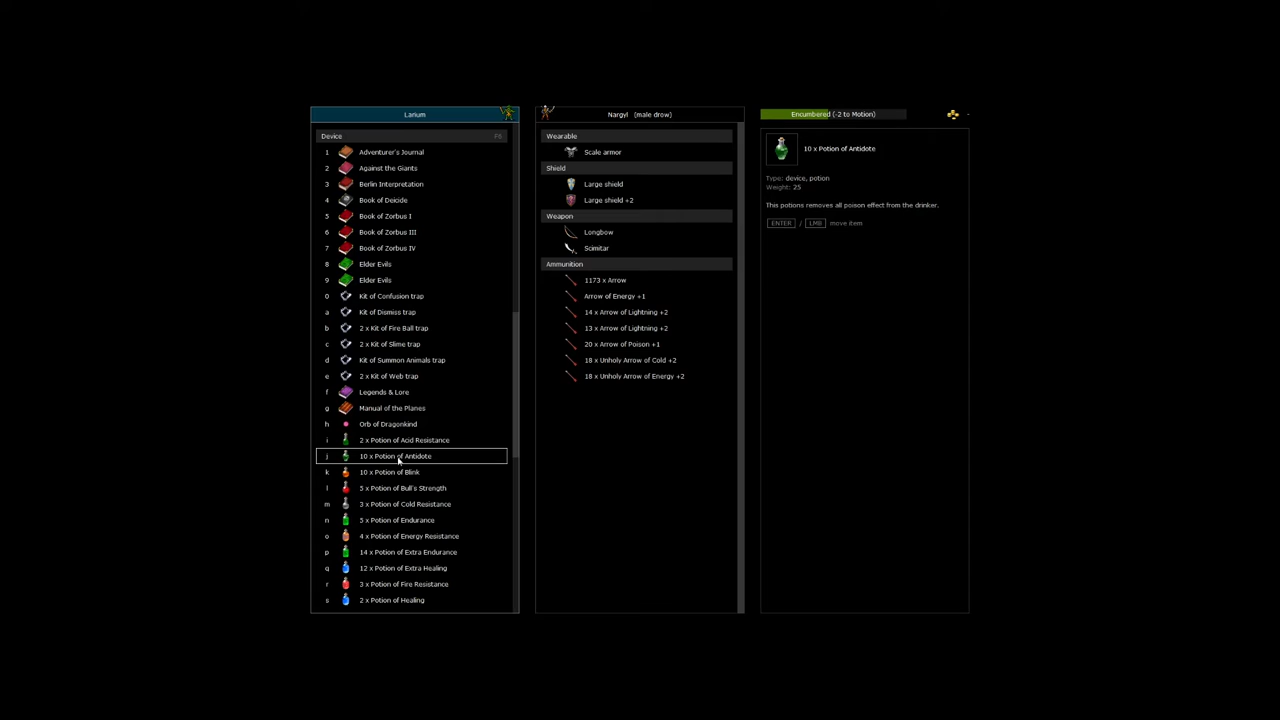 Larium
Device F6
1 Adventurer's Journal
2 Against the Giants
3 Berlin Interpretation
4 Book of Deicide
5 Book of Zorbus I
6 Book of Zorbus III
7 Book of Zorbus IV
8 Elder Evils
9 Elder Evils
0 Kit of Confusion trap
a Kit of Dismiss trap
b 2 x Kit of Fire Ball trap
c 2 x Kit of Slime trap
d Kit of Summon Animals trap
e 2 x Kit of Web trap
f Legends & Lore
g Manual of the Planes
h Orb of Dragonkind
i 2 x Potion of Acid Resistance
j 10 x Potion of Antidote
k 10 x Potion of Blink
l 5 x Potion of Bull's Strength
m 3 x Potion of Cold Resistance
n 5 x Potion of Endurance
o 4 x Potion of Energy Resistance
p 14 x Potion of Extra Endurance
q 12 x Potion of Extra Healing
r 3 x Potion of Fire Resistance
s 2 x Potion of Healing
Nargyl (male drow)
Wearable
Scale armor
Shield
Large shield
Large shield +2
Weapon
Longbow
Scimitar
Ammunition
1173 x Arrow
Arrow of Energy +1
14 x Arrow of Lightning +2
13 x Arrow of Lightning +2
20 x Arrow of Poison +1
18 x Unholy Arrow of Cold +2
18 x Unholy Arrow of Energy +2
Encumbered (-2 to Motion) -
10 x Potion of Antidote
Type: device, potion
Weight: 25
This potions removes all poison effect from the drinker.
ENTER / LMB move item